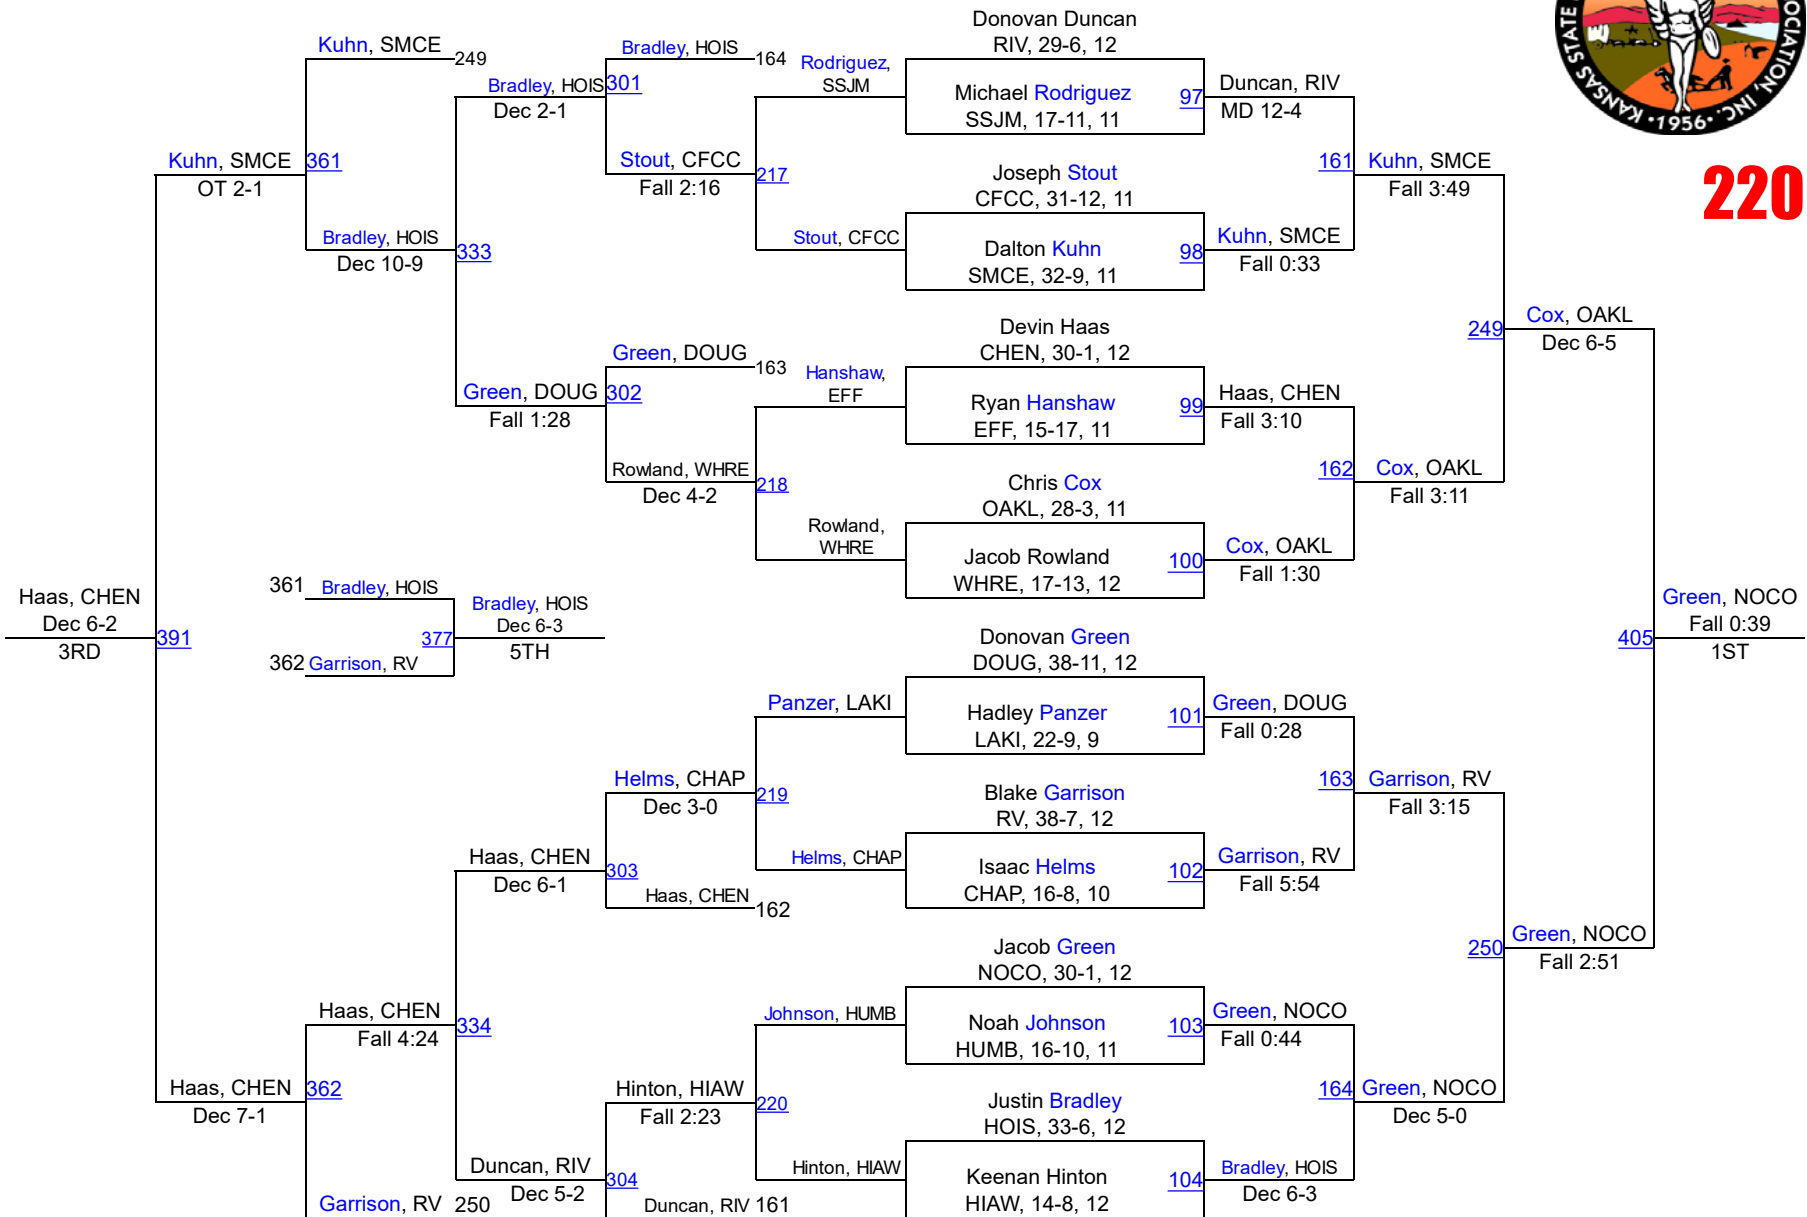 Donovan Duncan
RIV, 29-6, 12
Kuhn, SMCE
249
Bradley, HOIS
164
Rodriguez,
SSJM
Bradley, HOIS
301
Dec 2-1
Michael Rodriguez
SSJM, 17-11, 11
97
Duncan, RIV
MD 12-4
KANSAS STATE
OCIATION, INC.
•1956•
220
Kuhn, SMCE
361
OT 2-1
Stout, CFCC
217
Fall 2:16
Joseph Stout
CFCC, 31-12, 11
161
Kuhn, SMCE
Fall 3:49
Bradley, HOIS
333
Dec 10-9
Stout, CFCC
Dalton Kuhn
SMCE, 32-9, 11
98
Kuhn, SMCE
Fall 0:33
Devin Haas
CHEN, 30-1, 12
249
Cox, OAKL
Dec 6-5
Green, DOUG
163
Hanshaw,
EFF
Green, DOUG
302
Fall 1:28
Ryan Hanshaw
EFF, 15-17, 11
99
Haas, CHEN
Fall 3:10
Rowland, WHRE
218
Dec 4-2
Chris Cox
OAKL, 28-3, 11
162
Cox, OAKL
Fall 3:11
Rowland,
WHRE
Jacob Rowland
WHRE, 17-13, 12
100
Cox, OAKL
Fall 1:30
Haas, CHEN
Dec 6-2
3RD
391
361
Bradley, HOIS
377
362
Garrison, RV
Bradley, HOIS
Dec 6-3
5TH
Donovan Green
DOUG, 38-11, 12
405
Green, NOCO
Fall 0:39
1ST
Panzer, LAKI
Hadley Panzer
LAKI, 22-9, 9
101
Green, DOUG
Fall 0:28
Helms, CHAP
219
Dec 3-0
Blake Garrison
RV, 38-7, 12
163
Garrison, RV
Fall 3:15
Haas, CHEN
303
Dec 6-1
Helms, CHAP
Isaac Helms
CHAP, 16-8, 10
102
Garrison, RV
Fall 5:54
Haas, CHEN
162
Jacob Green
NOCO, 30-1, 12
250
Green, NOCO
Fall 2:51
Haas, CHEN
334
Fall 4:24
Johnson, HUMB
Noah Johnson
HUMB, 16-10, 11
103
Green, NOCO
Fall 0:44
Haas, CHEN
362
Dec 7-1
Hinton, HIAW
220
Fall 2:23
Justin Bradley
HOIS, 33-6, 12
164
Green, NOCO
Dec 5-0
Duncan, RIV
304
Dec 5-2
Hinton, HIAW
Keenan Hinton
HIAW, 14-8, 12
104
Bradley, HOIS
Dec 6-3
Garrison, RV
250
Duncan, RIV
161